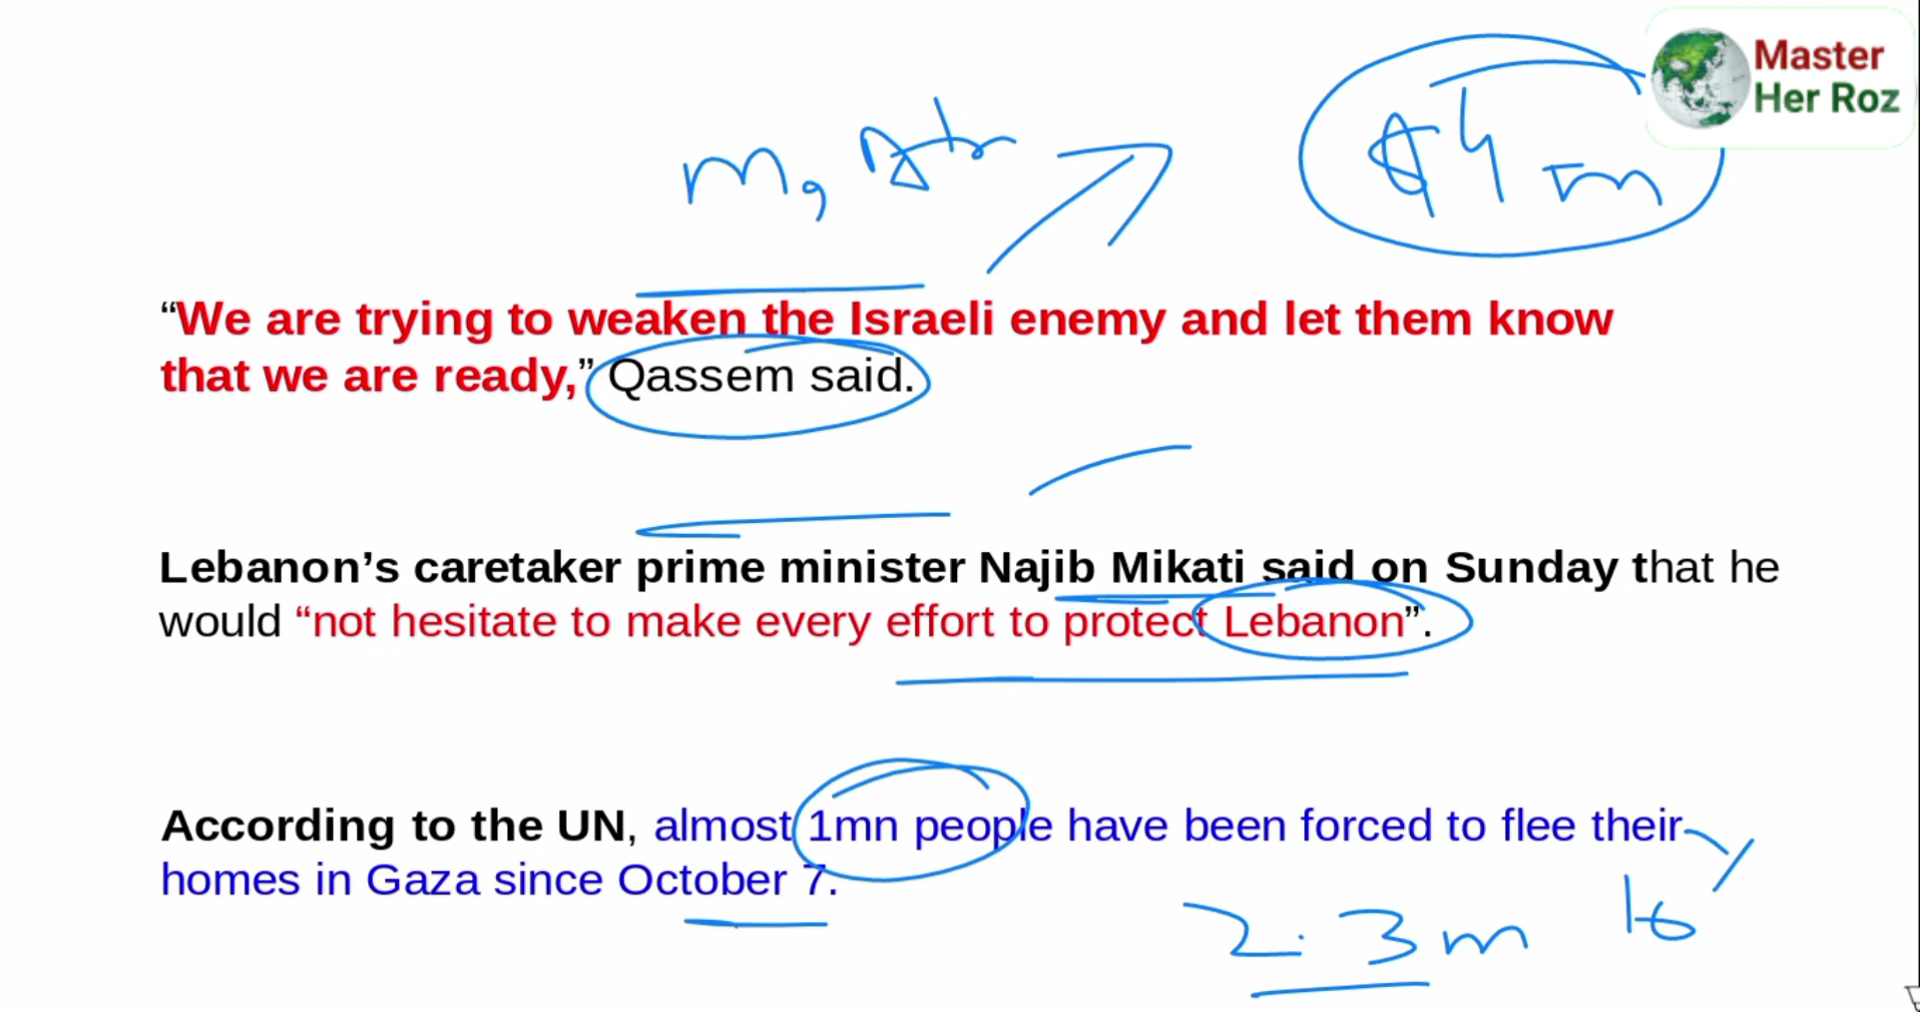 Master
Her Roz
$4 m
“We are trying to weaken the Israeli enemy and let them know
that we are ready,” Qassem said.
Lebanon’s caretaker prime minister Najib Mikati said on Sunday that he
would “not hesitate to make every effort to protect Lebanon”.
According to the UN, almost 1mn people have been forced to flee their
homes in Gaza since October 7.
2.3m